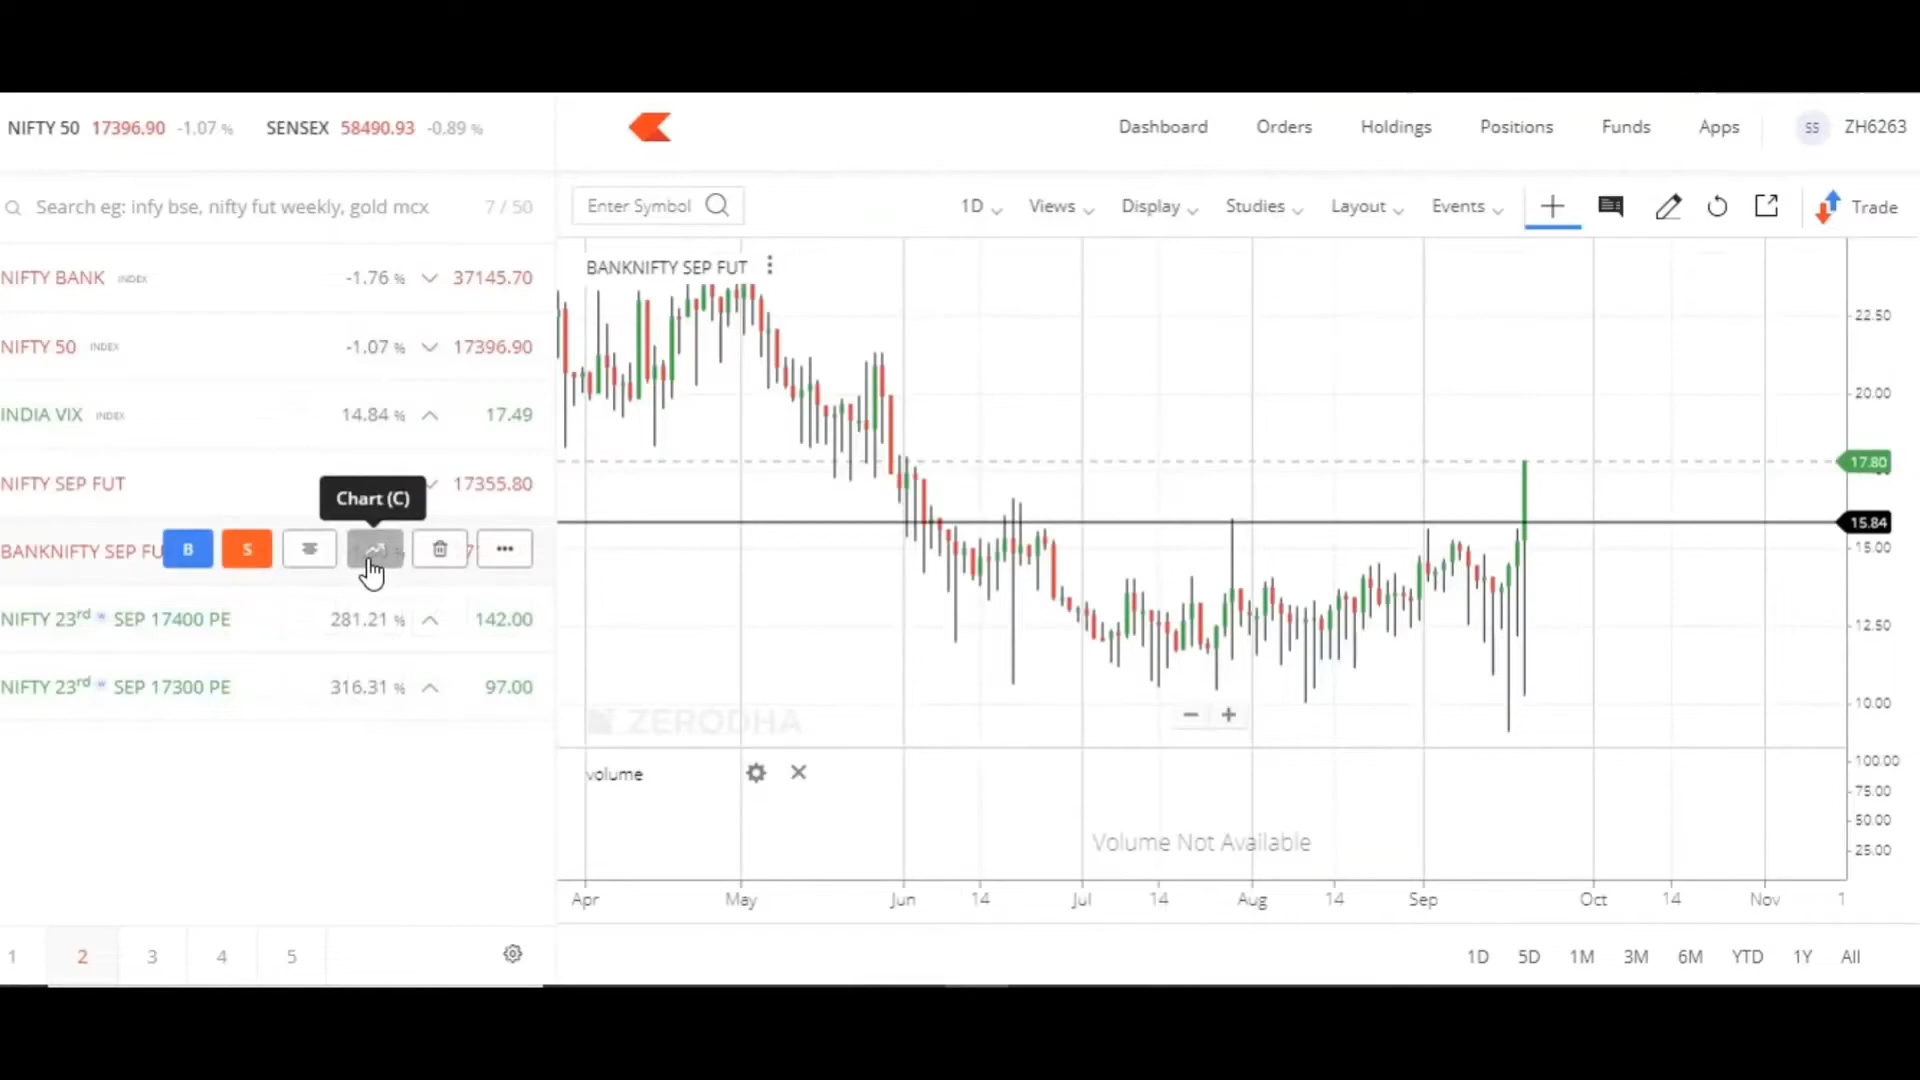 NIFTY 50 17396.90 -1.07 % SENSEX 58490.93 -0.89 %
Dashboard Orders Holdings Positions Funds Apps SS ZH6263
Search eg: infy bse, nifty fut weekly, gold mcx 7 / 50
Enter Symbol 1D Views Display Studies Layout Events Trade
NIFTY BANK INDEX -1.76 % 37145.70
NIFTY 50 INDEX -1.07 % 17396.90
INDIA VIX INDEX 14.84 % 17.49
NIFTY SEP FUT 17355.80
Chart (C)
BANKNIFTY SEP FU B S
NIFTY 23rd w SEP 17400 PE 281.21 % 142.00
NIFTY 23rd w SEP 17300 PE 316.31 % 97.00
1 2 3 4 5
BANKNIFTY SEP FUT
22.50
20.00
17.80
15.84
15.00
12.50
10.00
ZERODHA
volume
Volume Not Available
100.00
75.00
50.00
25.00
Apr May Jun 14 Jul 14 Aug 14 Sep Oct 14 Nov 1
1D 5D 1M 3M 6M YTD 1Y All